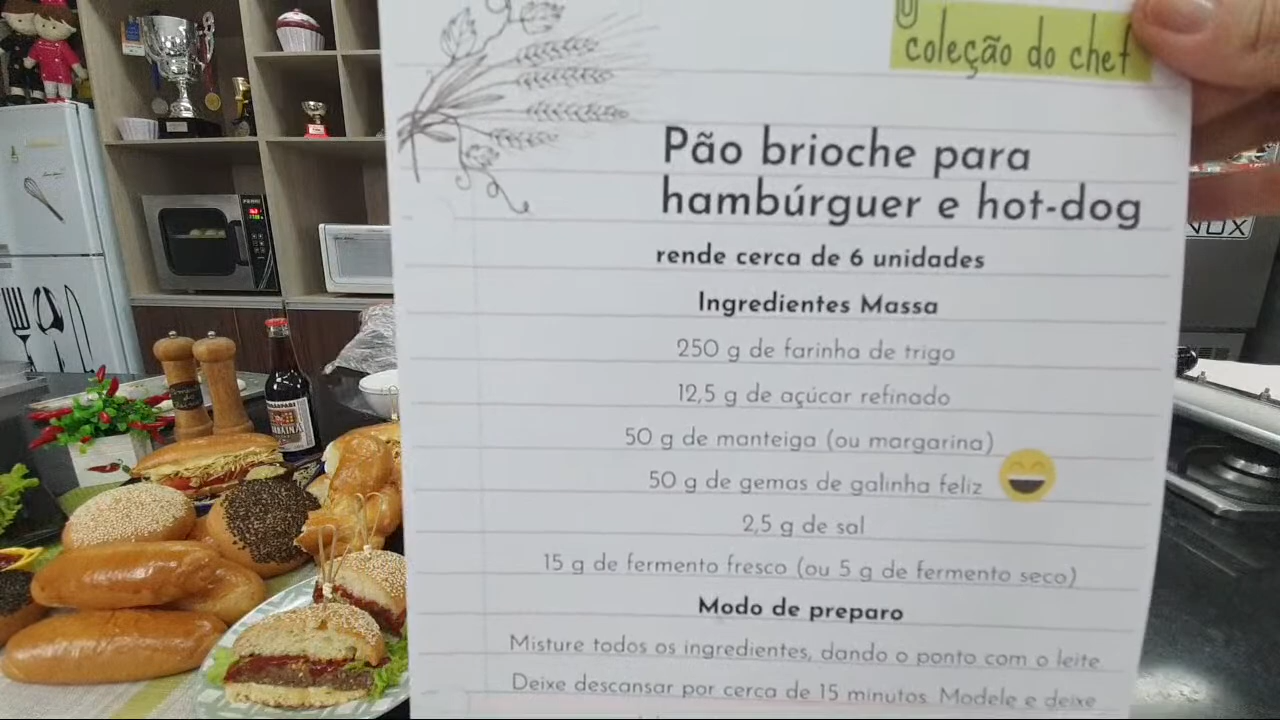 coleção do chef
Pão brioche para
hambúrguer e hot-dog
rende cerca de 6 unidades
Ingredientes Massa
250 g de farinha de trigo
12,5 g de açúcar refinado
50 g de manteiga (ou margarina)
50 g de gemas de galinha feliz
2,5 g de sal
15 g de fermento fresco (ou 5 g de fermento seco)
Modo de preparo
Misture todos os ingredientes, dando o ponto com o leite
Deixe descansar por cerca de 15 minutos. Modele e deixe